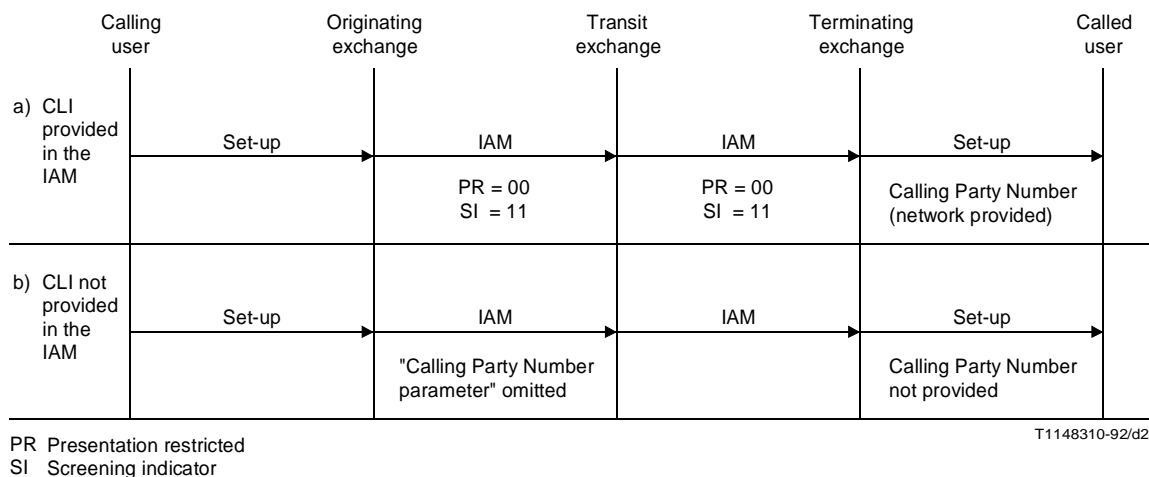 Calling user
Originating exchange
Transit exchange
Terminating exchange
Called user
a) CLI provided in the IAM
Set-up
IAM
IAM
Set-up
PR = 00
SI = 11
PR = 00
SI = 11
Calling Party Number
(network provided)
b) CLI not provided in the IAM
Set-up
IAM
IAM
Set-up
"Calling Party Number
parameter" omitted
Calling Party Number
not provided
T1148310-92/d2
PR Presentation restricted
SI Screening indicator